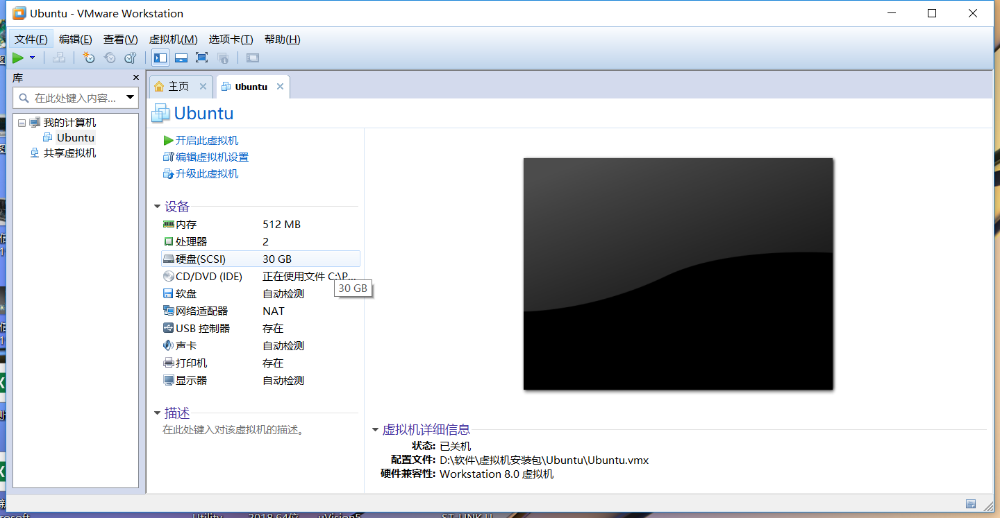 Ubuntu - VMware Workstation
文件(F) 编辑(E) 查看(V) 虚拟机(M) 选项卡(T) 帮助(H)
库
在此处键入内容...
我的计算机
Ubuntu
共享虚拟机
主页 Ubuntu
Ubuntu
开启此虚拟机
编辑虚拟机设置
升级此虚拟机
设备
内存 512 MB
处理器 2
硬盘(SCSI) 30 GB
CD/DVD (IDE) 正在使用文件 C:\P...
30 GB
软盘 自动检测
网络适配器 NAT
USB 控制器 存在
声卡 自动检测
打印机 存在
显示器 自动检测
描述
在此处键入对该虚拟机的描述。
虚拟机详细信息
状态: 已关机
配置文件: D:\软件\虚拟机安装包\Ubuntu\Ubuntu.vmx
硬件兼容性: Workstation 8.0 虚拟机
rosoft Utility 2018 64位 uVision5 ST-LINK U